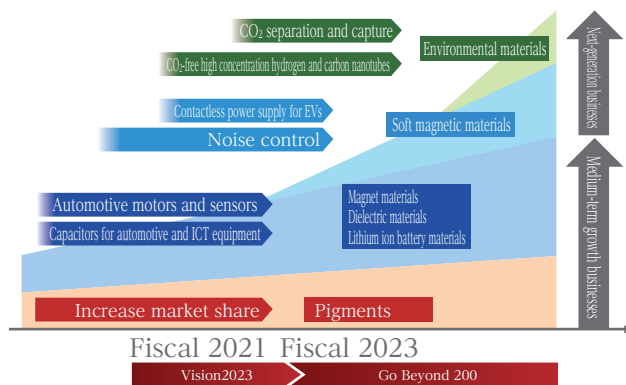 CO₂ separation and capture
CO₂-free high concentration hydrogen and carbon nanotubes
Environmental materials
Next-generation businesses
Contactless power supply for EVs
Noise control
Soft magnetic materials
Automotive motors and sensors
Capacitors for automotive and ICT equipment
Magnet materials
Dielectric materials
Lithium ion battery materials
Medium-term growth businesses
Increase market share
Pigments
Fiscal 2021
Fiscal 2023
Vision2023
Go Beyond 200